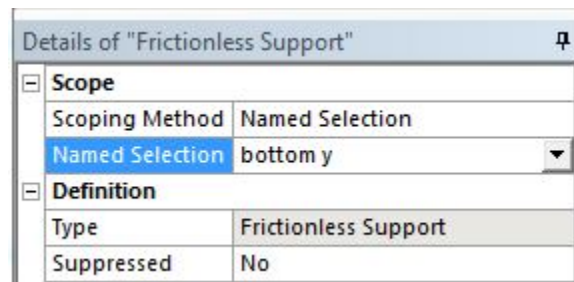 Details of "Frictionless Support"
Scope
Scoping Method Named Selection
Named Selection bottom y
Definition
Type Frictionless Support
Suppressed No